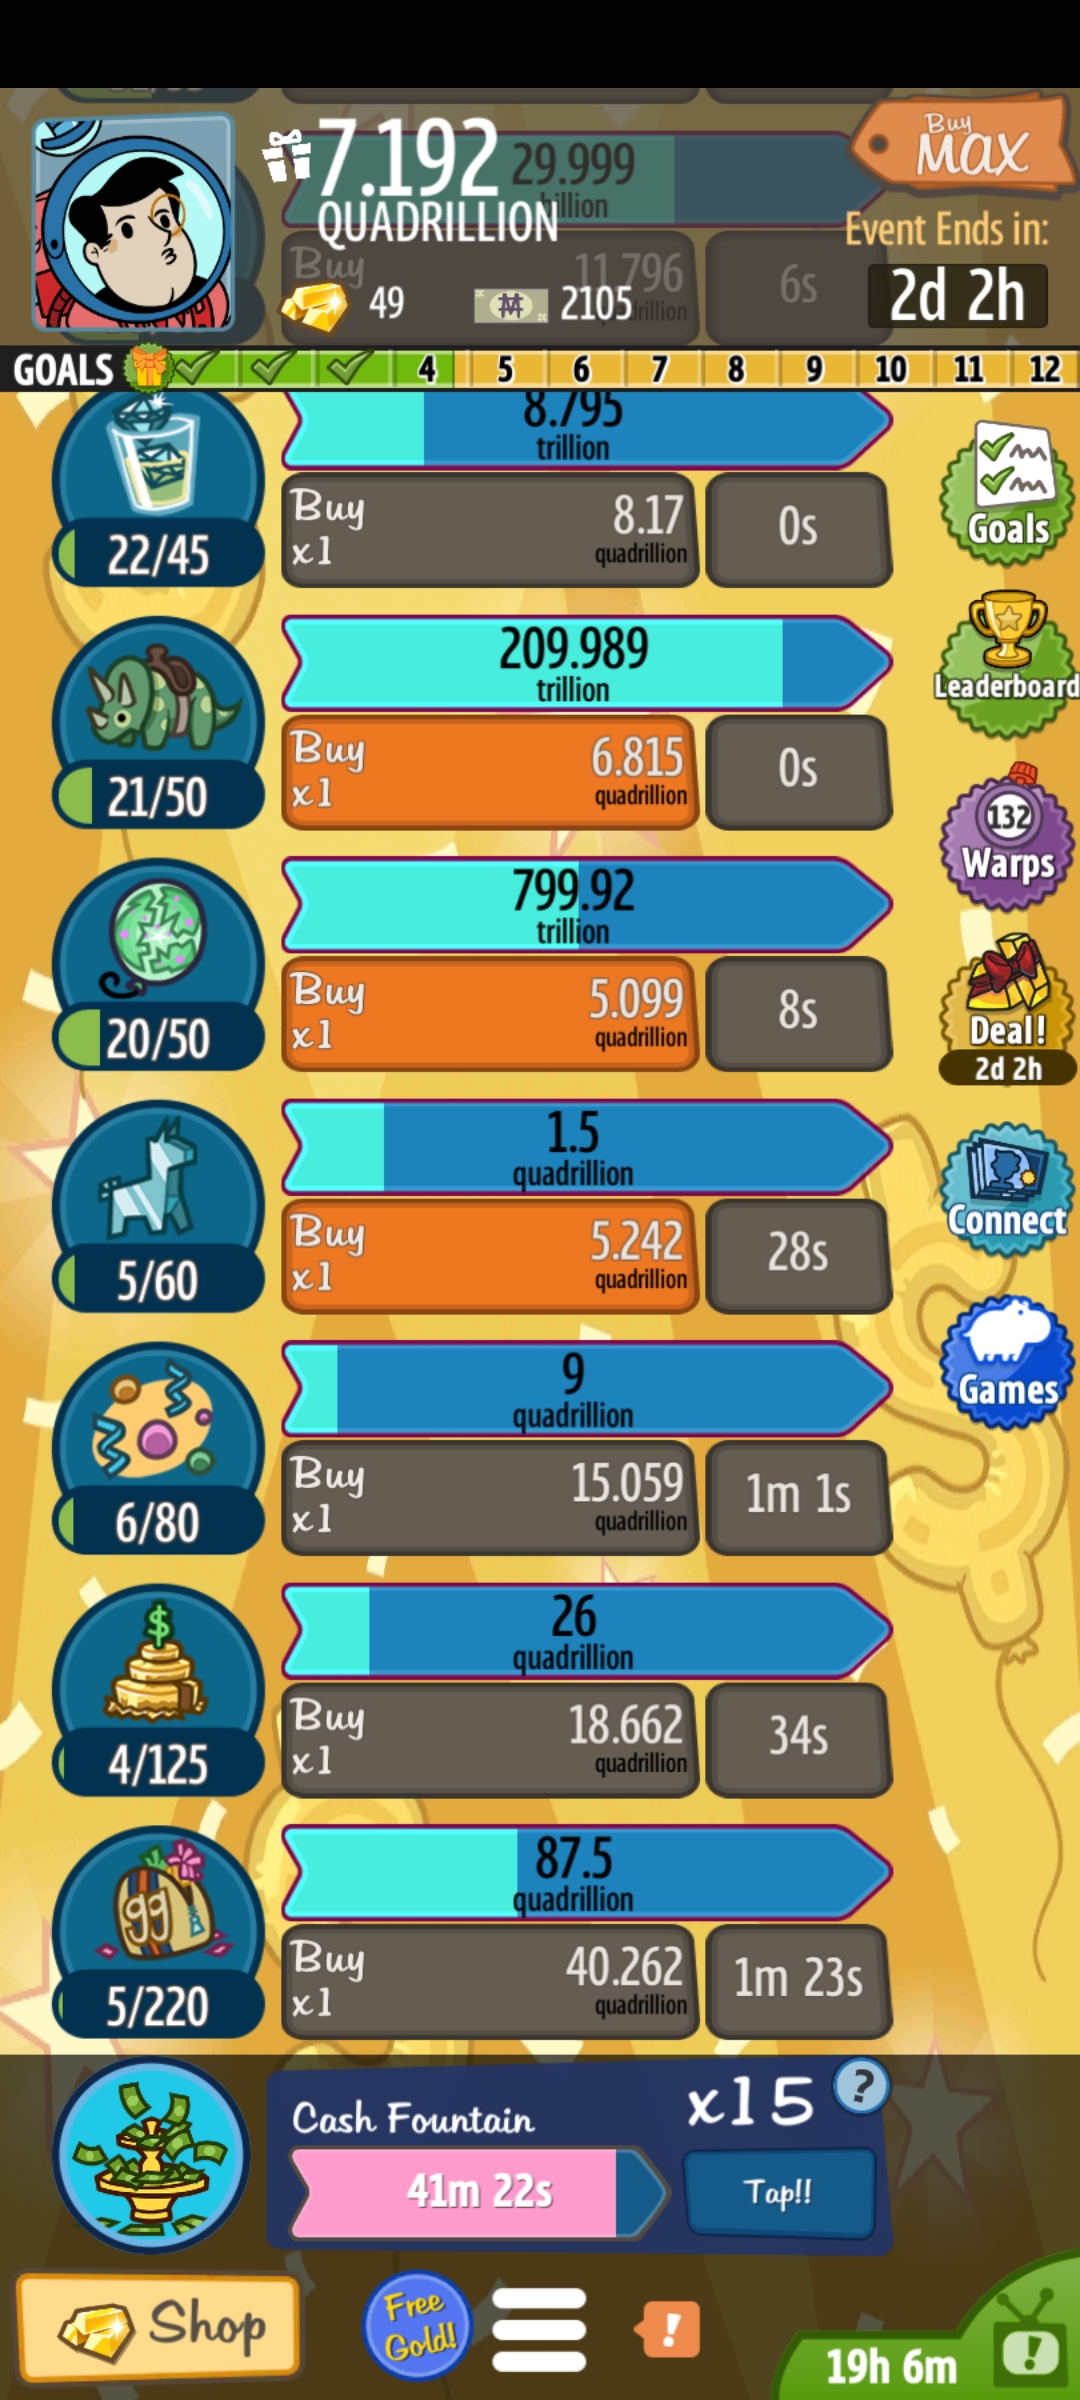 7.192
QUADRILLION
29.999
Buy
MAX
Event Ends in:
2d 2h
Buy
11.796
6s
49
2105
GOALS
4 5 6 7 8 9 10 11 12
8.795
trillion
Buy
x1
8.17
quadrillion
0s
22/45
Goals
209.989
trillion
Buy
x1
6.815
quadrillion
0s
21/50
Leaderboard
799.92
trillion
Buy
x1
5.099
quadrillion
8s
20/50
132
Warps
Deal!
2d 2h
1.5
quadrillion
Buy
x1
5.242
quadrillion
28s
5/60
Connect
9
quadrillion
Buy
x1
15.059
quadrillion
1m 1s
6/80
Games
$
26
quadrillion
Buy
x1
18.662
quadrillion
34s
4/125
gg
87.5
quadrillion
Buy
x1
40.262
quadrillion
1m 23s
5/220
Cash Fountain
x15
?
41m 22s
Tap!!
Shop
Free
Gold!
!
19h 6m
!